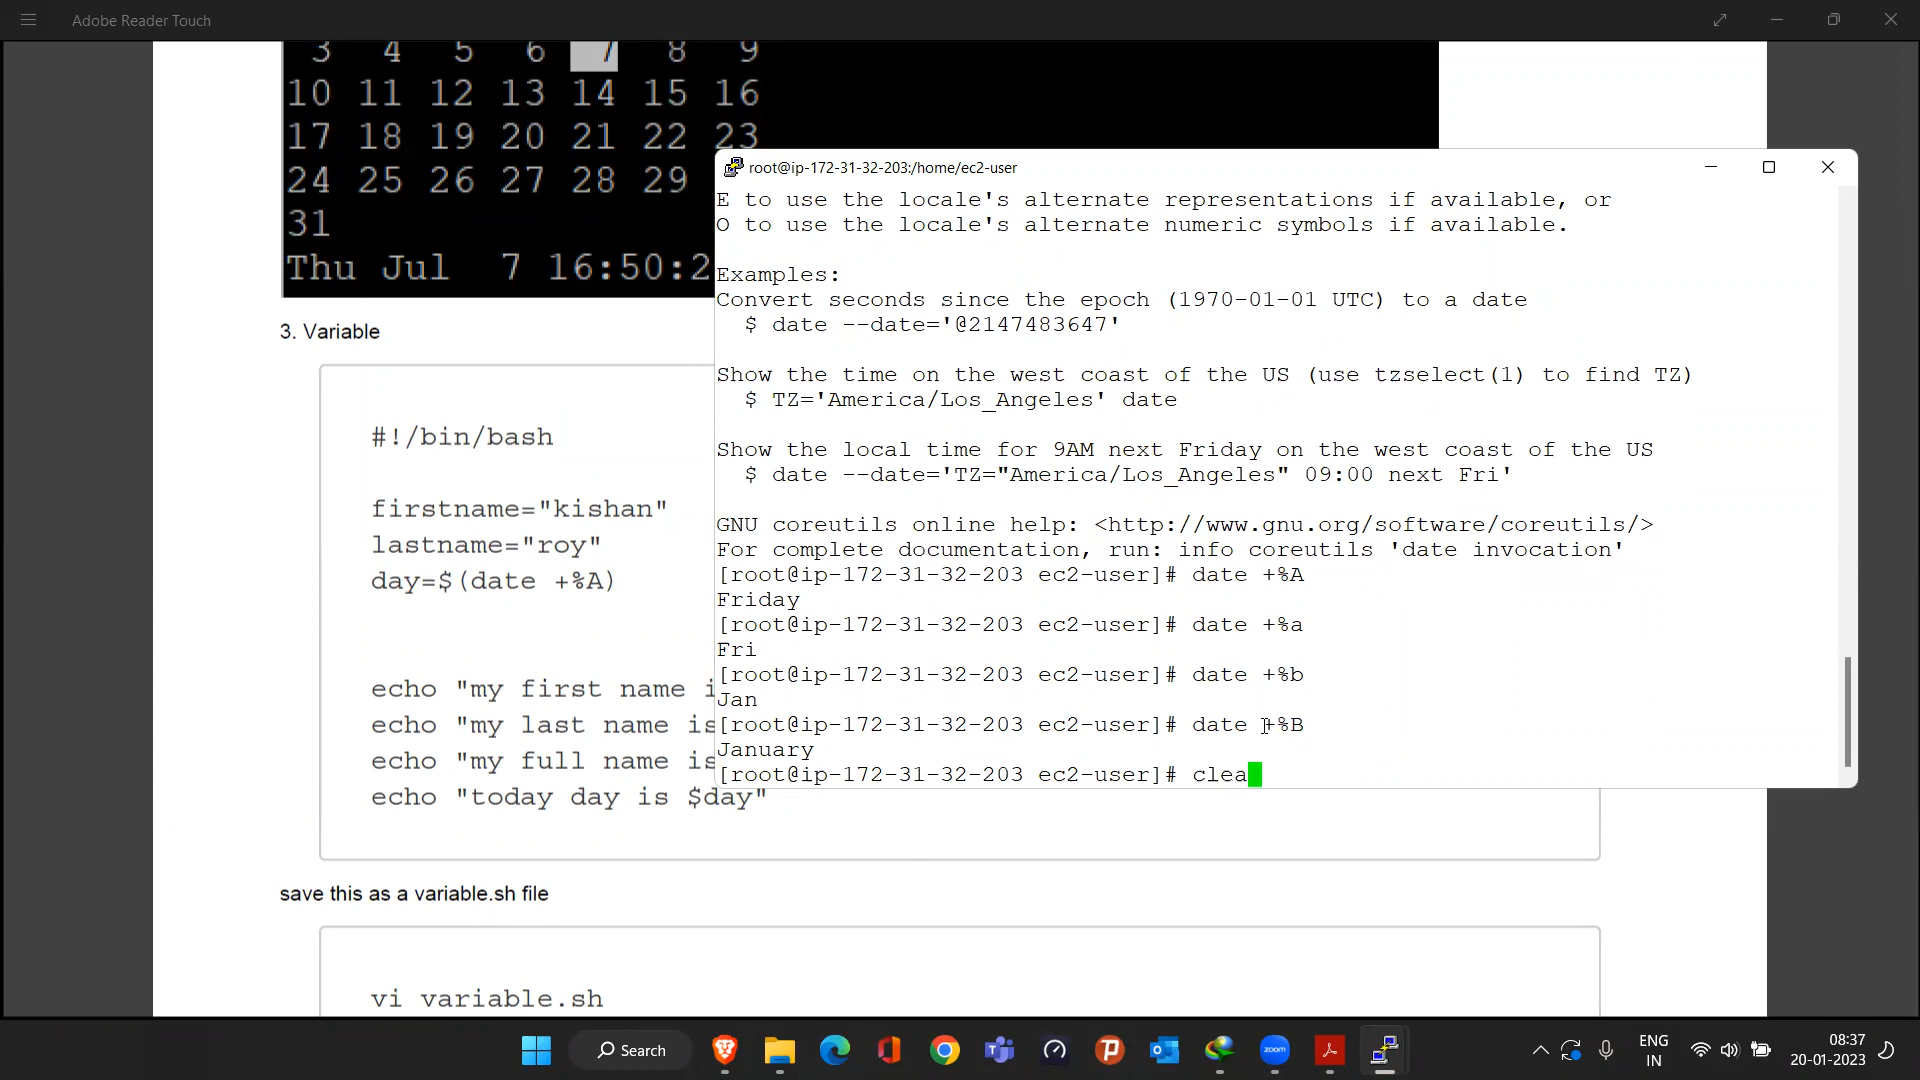 Adobe Reader Touch
3 4 5 6 7 8 9
10 11 12 13 14 15 16
17 18 19 20 21 22 23
24 25 26 27 28 29
31
Thu Jul 7 16:50:2
3. Variable
#!/bin/bash
firstname="kishan"
lastname="roy"
day=$(date +%A)
echo "my first name i
echo "my last name is
echo "my full name is
echo "today day is $day"
save this as a variable.sh file
vi variable.sh
root@ip-172-31-32-203:/home/ec2-user
E to use the locale's alternate representations if available, or
O to use the locale's alternate numeric symbols if available.
Examples:
Convert seconds since the epoch (1970-01-01 UTC) to a date
$ date --date='@2147483647'
Show the time on the west coast of the US (use tzselect(1) to find TZ)
$ TZ='America/Los_Angeles' date
Show the local time for 9AM next Friday on the west coast of the US
$ date --date='TZ="America/Los_Angeles" 09:00 next Fri'
GNU coreutils online help: <http://www.gnu.org/software/coreutils/>
For complete documentation, run: info coreutils 'date invocation'
[root@ip-172-31-32-203 ec2-user]# date +%A
Friday
[root@ip-172-31-32-203 ec2-user]# date +%a
Fri
[root@ip-172-31-32-203 ec2-user]# date +%b
Jan
[root@ip-172-31-32-203 ec2-user]# date +%B
January
[root@ip-172-31-32-203 ec2-user]# clea
Search
zoom
ENG
IN
08:37
20-01-2023